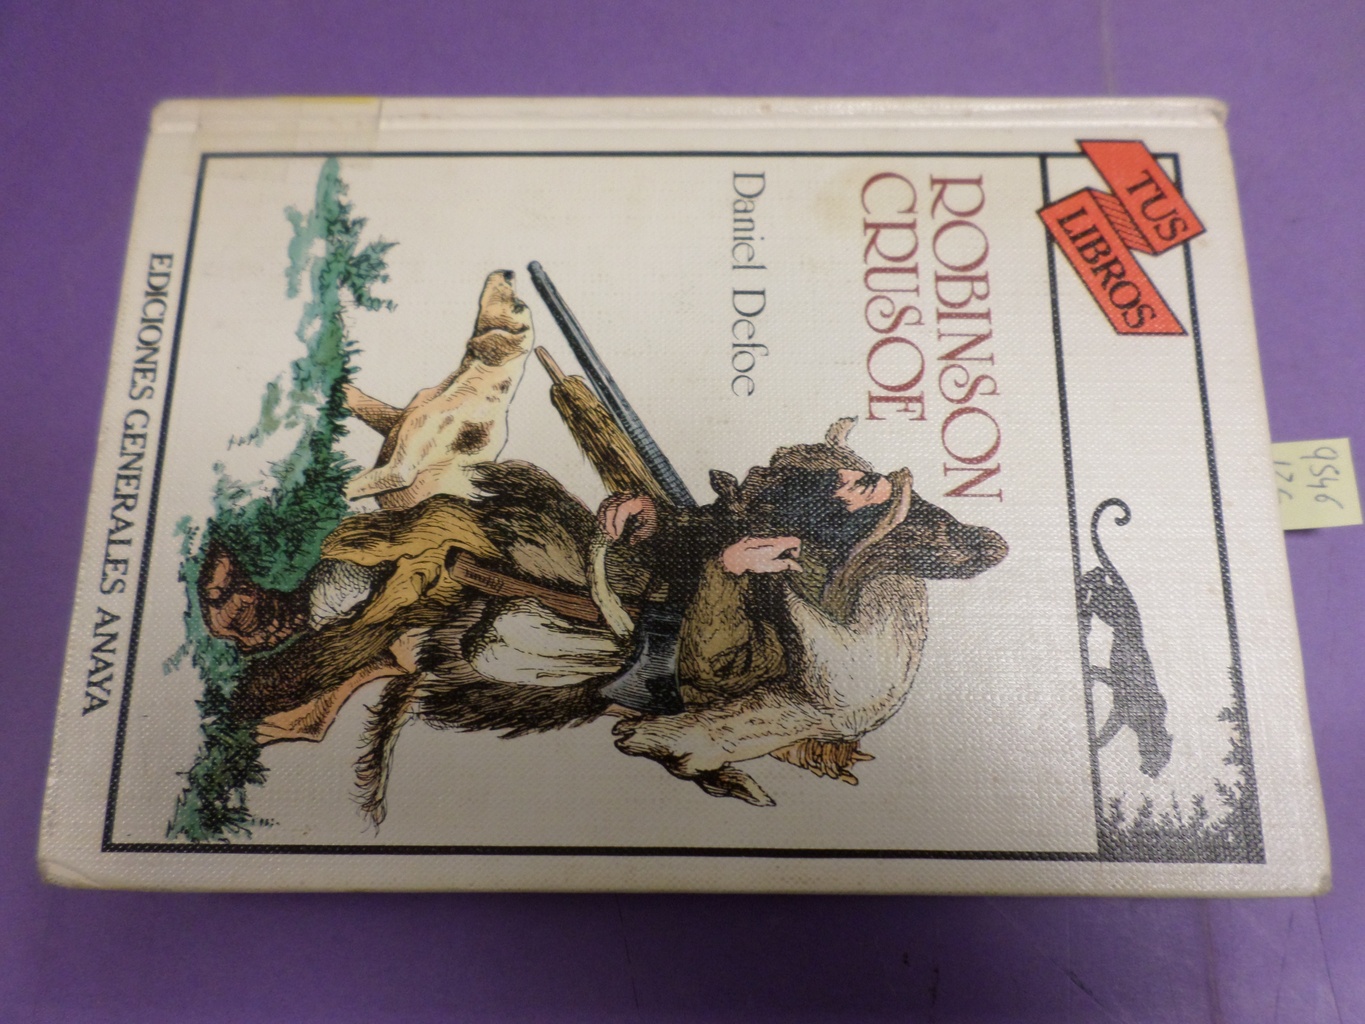 TUS
LIBROS
ROBINSON
CRUSOE
Daniel Defoe
EDICIONES GENERALES ANAYA
9546